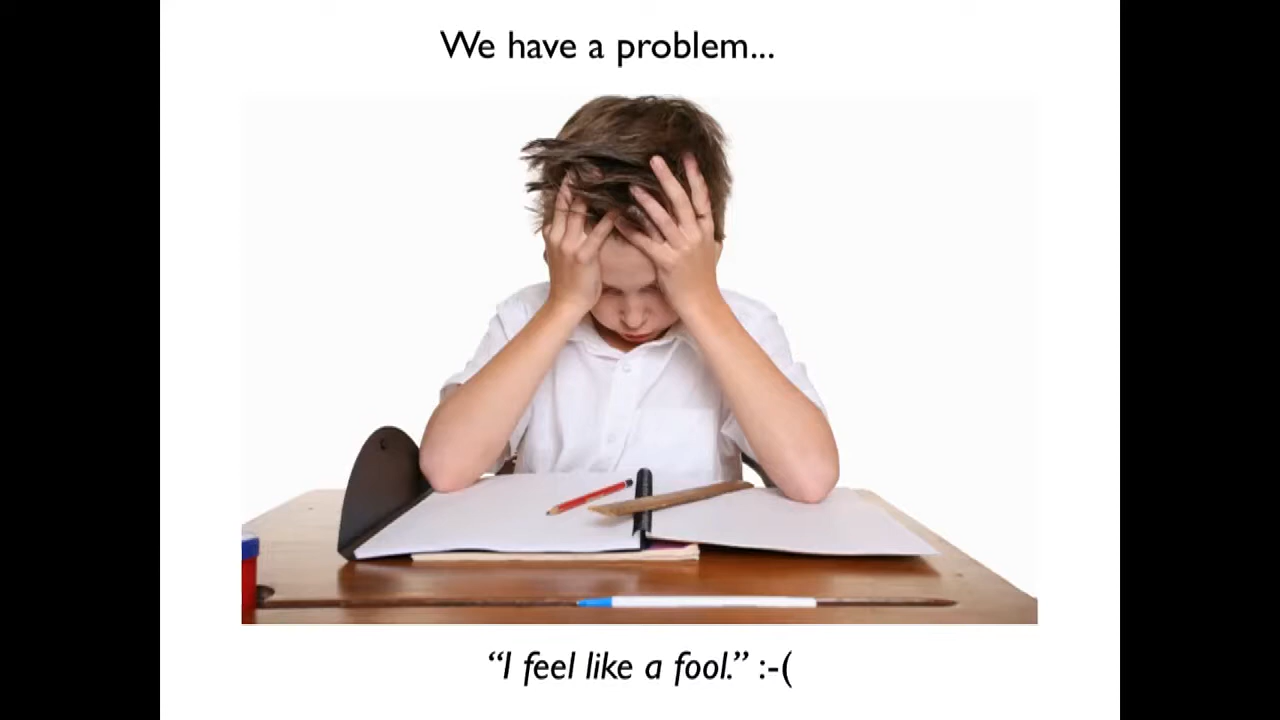 We have a problem...
“I feel like a fool.” :-(